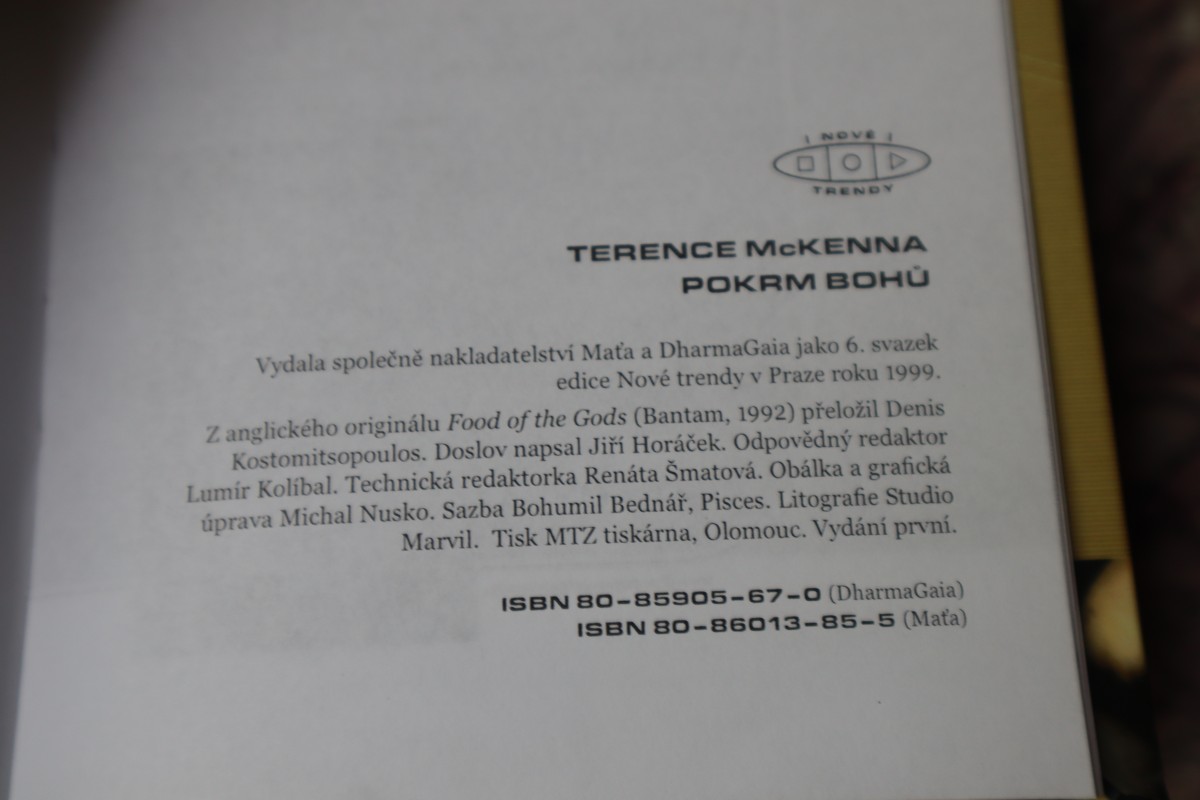 NOVÉ
TRENDY
TERENCE McKENNA
POKRM BOHŮ
Vydala společně nakladatelství Maťa a DharmaGaia jako 6. svazek
edice Nové trendy v Praze roku 1999.
Z anglického originálu Food of the Gods (Bantam, 1992) přeložil Denis
Kostomitsopoulos. Doslov napsal Jiří Horáček. Odpovědný redaktor
Lumír Kolíbal. Technická redaktorka Renáta Šmatová. Obálka a grafická
úprava Michal Nusko. Sazba Bohumil Bednář, Pisces. Litografie Studio
Marvil. Tisk MTZ tiskárna, Olomouc. Vydání první.
ISBN 80-85905-67-0 (DharmaGaia)
ISBN 80-86013-85-5 (Maťa)